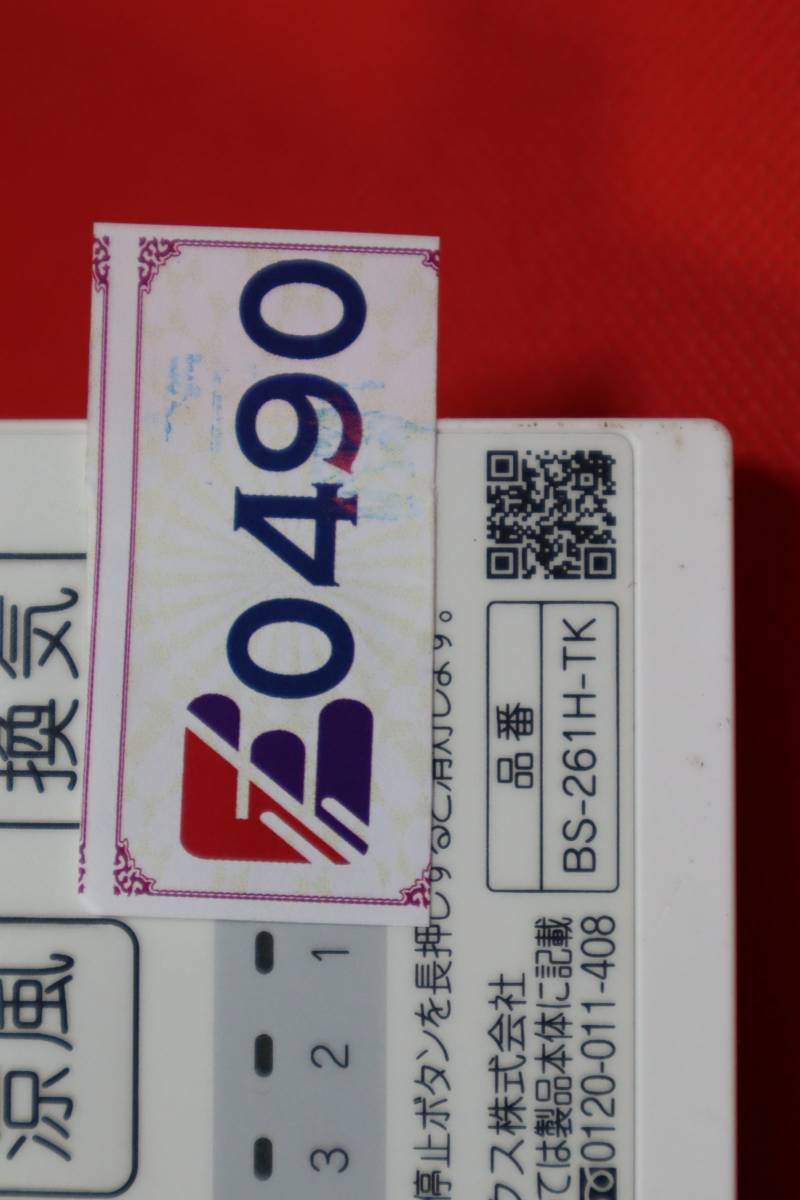 0490
換気
涼風
1
2
3
停止ボタンを長押しすると消灯します。
品番
BS-261H-TK
クス株式会社
ては製品本体に記載
0120-011-408